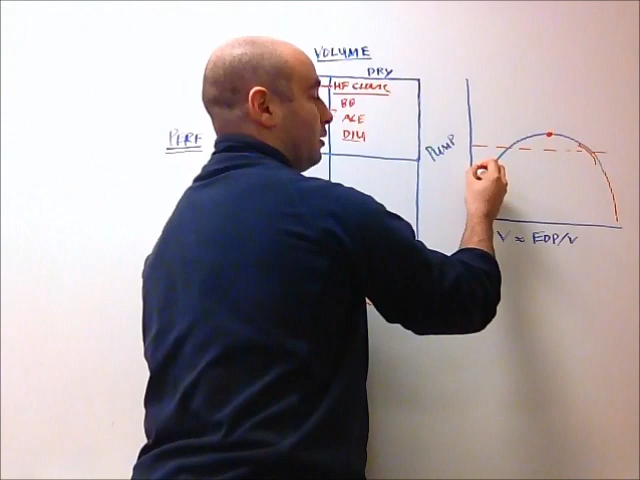 VOLUME
DRY
HF CLINIC
BB
ACE
DIU
PERF
PUMP
V ≈ EDP/V